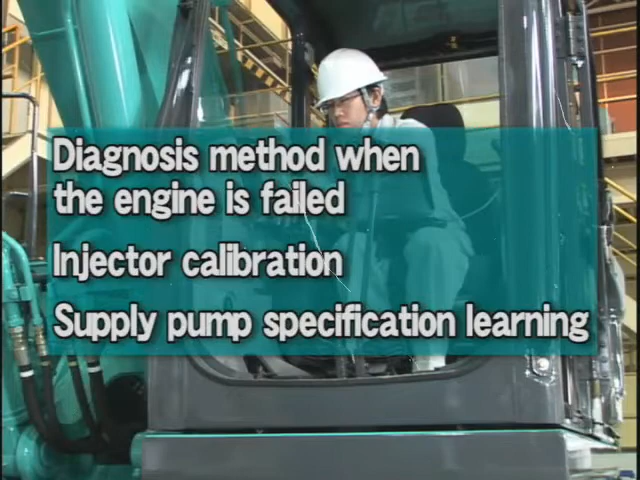 Diagnosis method when
the engine is failed
Injector calibration
Supply pump specification learning